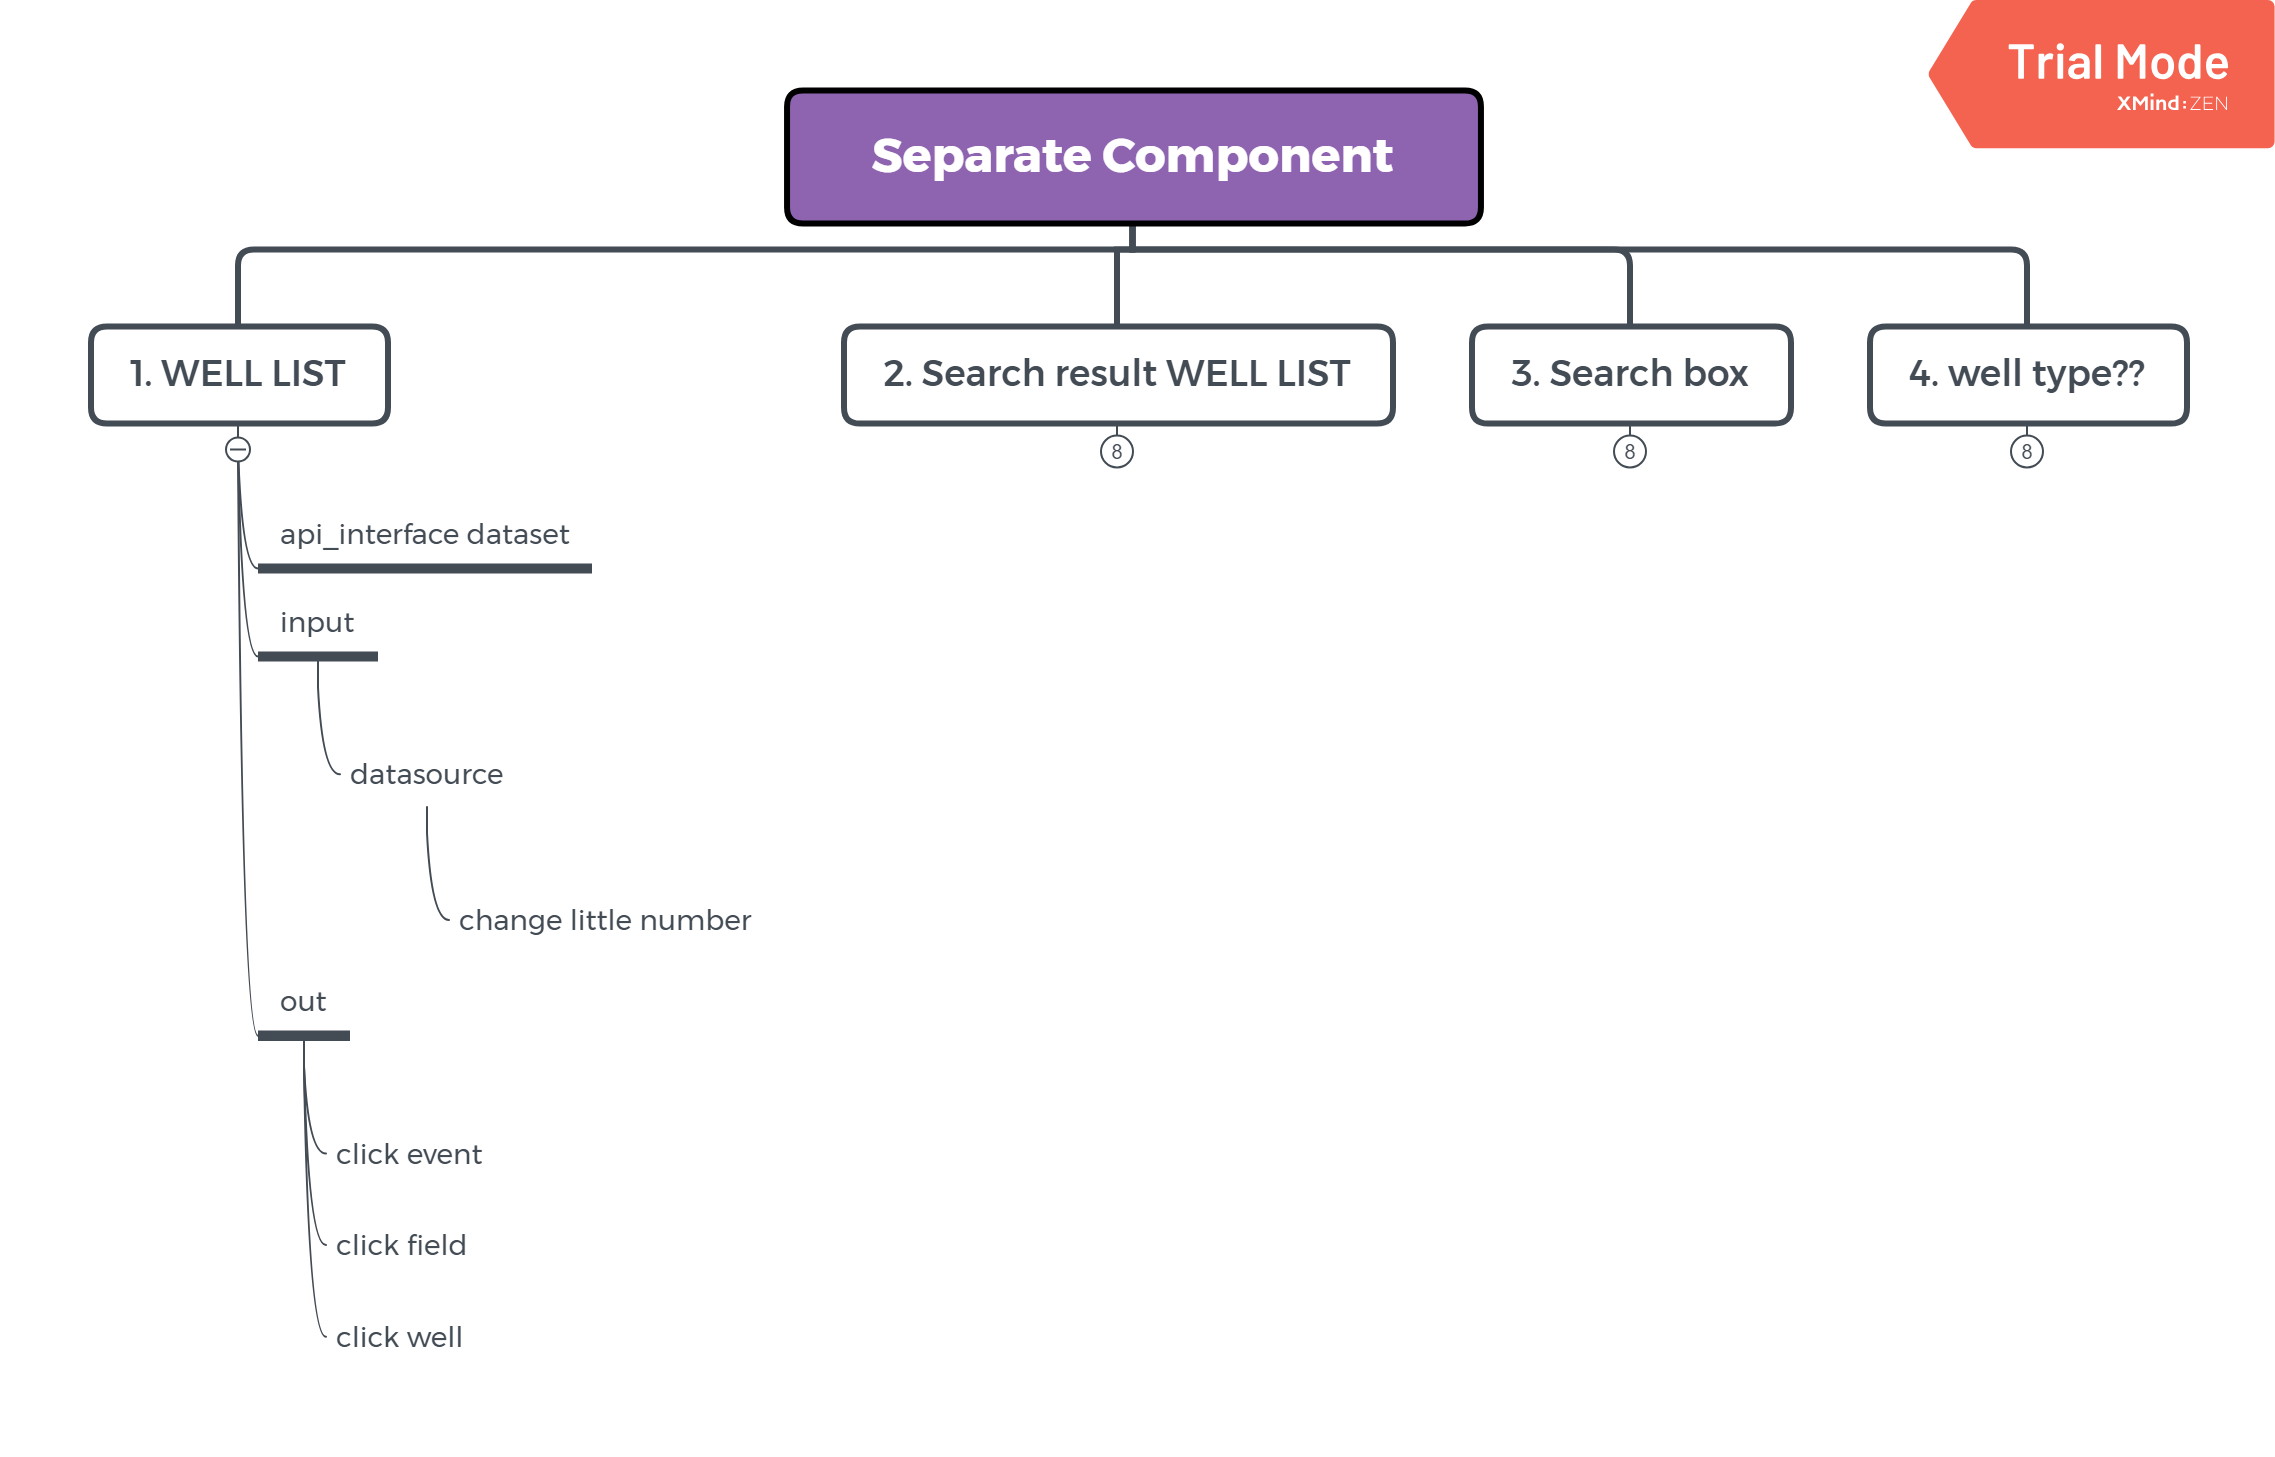 Trial Mode
XMind:ZEN
Separate Component
1. WELL LIST
2. Search result WELL LIST
3. Search box
4. well type??
8
8
8
api_interface dataset
input
datasource
change little number
out
click event
click field
click well